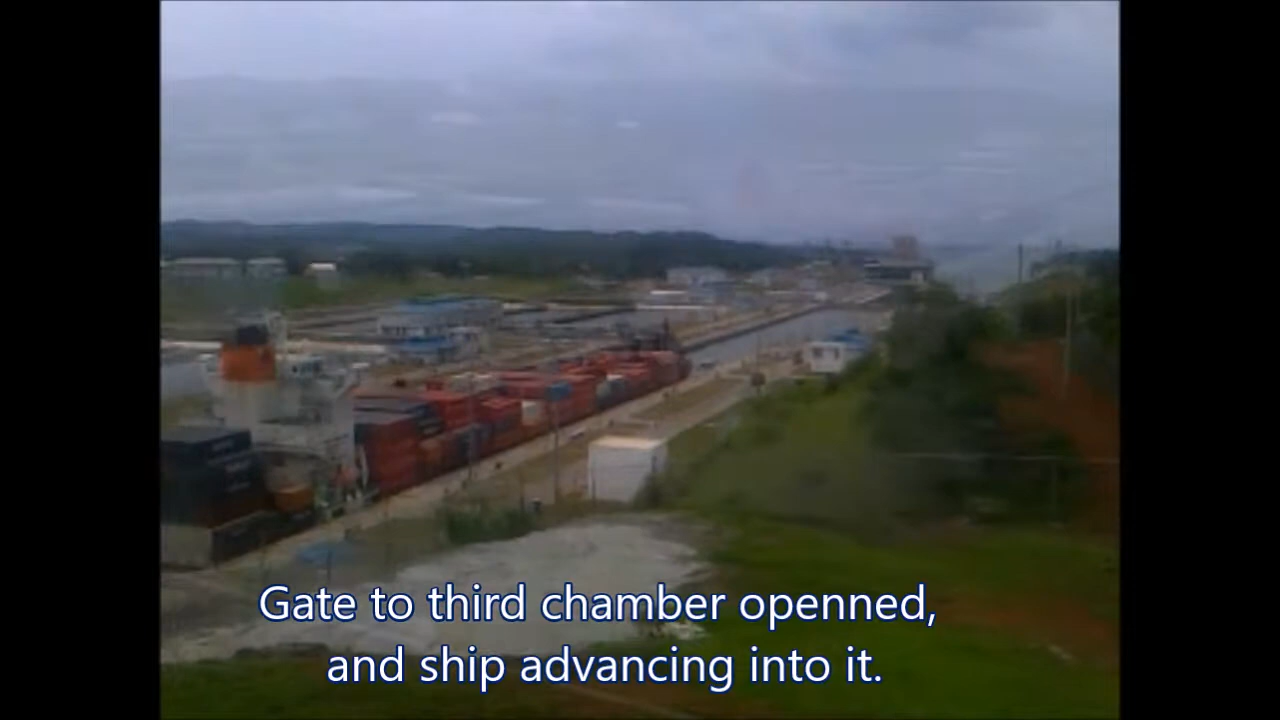 Gate to third chamber openned,
and ship advancing into it.